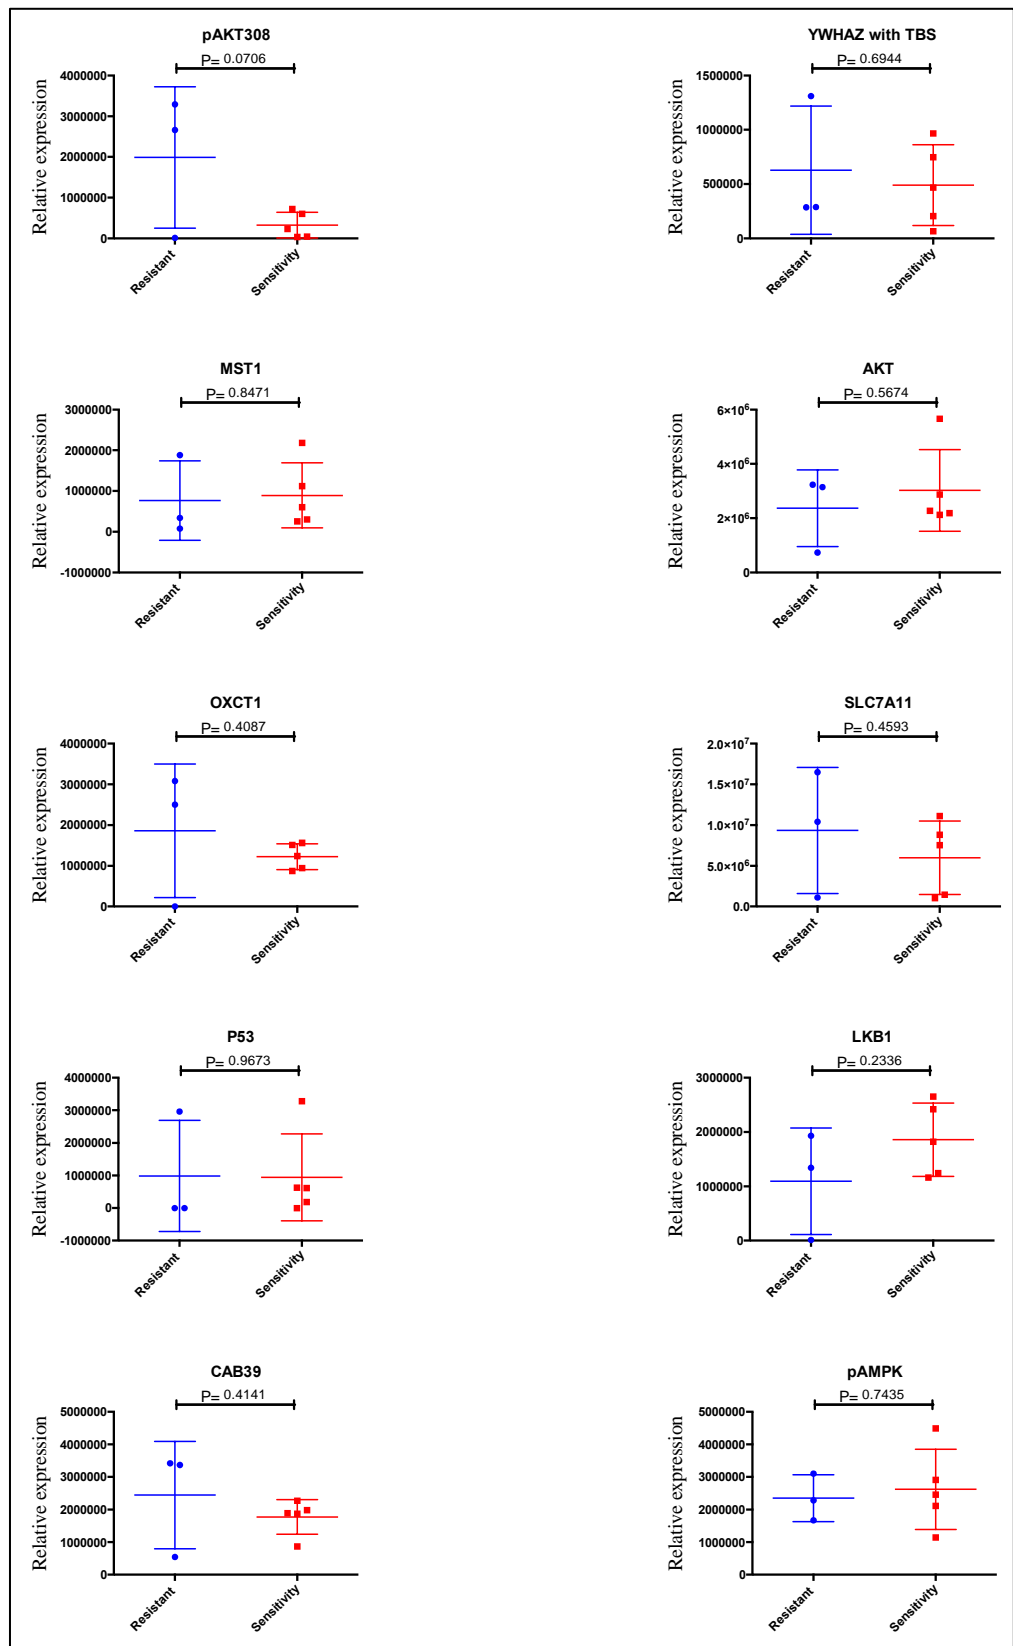 pAKT308
P= 0.0706
Relative expression
4000000
3000000
2000000
1000000
0
Resistant
Sensitivity
YWHAZ with TBS
P= 0.6944
Relative expression
1500000
1000000
500000
0
Resistant
Sensitivity
MST1
P= 0.8471
Relative expression
3000000
2000000
1000000
0
-1000000
Resistant
Sensitivity
AKT
P= 0.5674
Relative expression
6×10⁶
4×10⁶
2×10⁶
0
Resistant
Sensitivity
OXCT1
P= 0.4087
Relative expression
4000000
3000000
2000000
1000000
0
Resistant
Sensitivity
SLC7A11
P= 0.4593
Relative expression
2.0×10⁷
1.5×10⁷
1.0×10⁷
5.0×10⁶
0.0
Resistant
Sensitivity
P53
P= 0.9673
Relative expression
4000000
3000000
2000000
1000000
0
-1000000
Resistant
Sensitivity
LKB1
P= 0.2336
Relative expression
3000000
2000000
1000000
0
Resistant
Sensitivity
CAB39
P= 0.4141
Relative expression
5000000
4000000
3000000
2000000
1000000
0
Resistant
Sensitivity
pAMPK
P= 0.7435
Relative expression
5000000
4000000
3000000
2000000
1000000
0
Resistant
Sensitivity